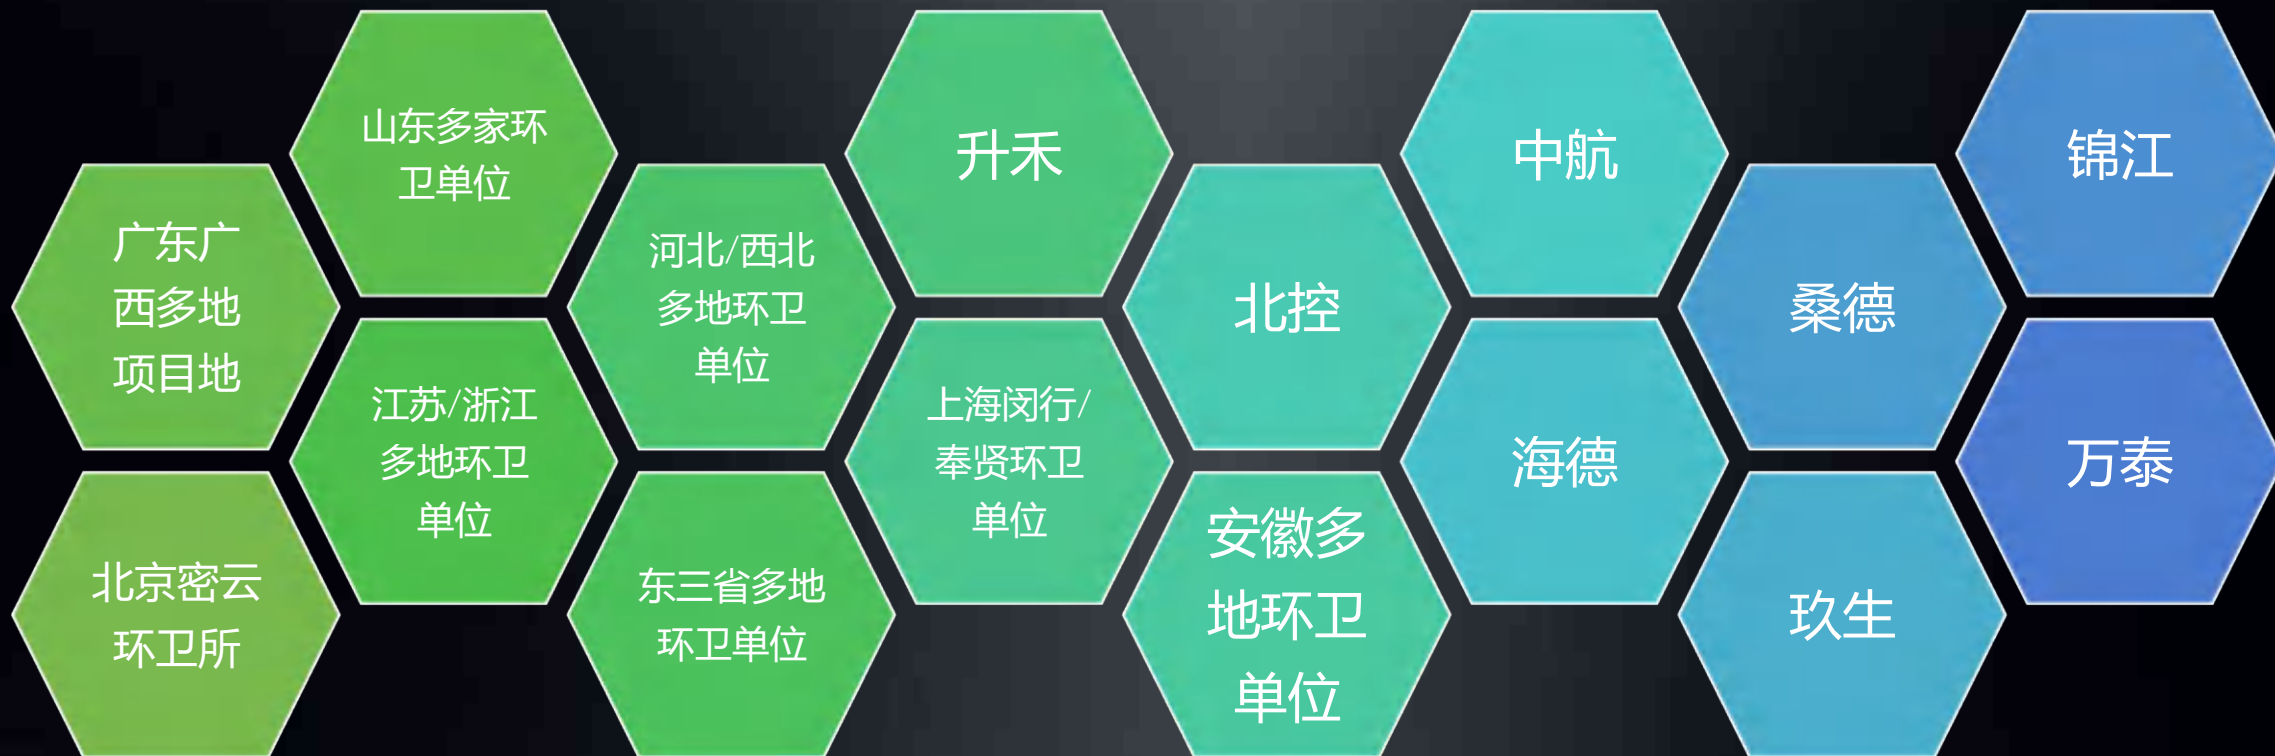 广东广
西多地
项目地
北京密云
环卫所
山东多家环
卫单位
江苏/浙江
多地环卫
单位
河北/西北
多地环卫
单位
东三省多地
环卫单位
升禾
上海闵行/
奉贤环卫
单位
北控
安徽多
地环卫
单位
中航
海德
桑德
玖生
锦江
万泰